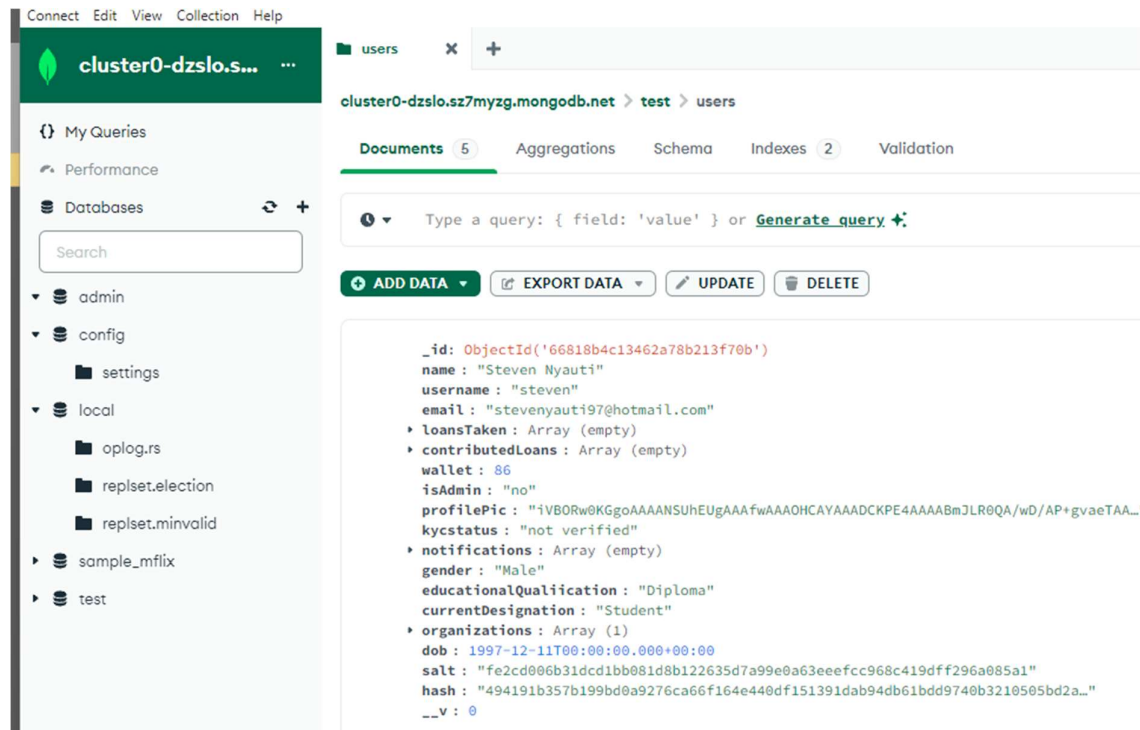 Connect Edit View Collection Help
cluster0-dzslo.s... ...
{} My Queries
Performance
Databases
Search
admin
config
settings
local
oplog.rs
replset.election
replset.minvalid
sample_mflix
test
users
cluster0-dzslo.sz7myzg.mongodb.net > test > users
Documents 5 Aggregations Schema Indexes 2 Validation
Type a query: { field: 'value' } or Generate query
ADD DATA EXPORT DATA UPDATE DELETE
_id: ObjectId('66818b4c13462a78b213f70b')
name : "Steven Nyauti"
username : "steven"
email : "stevenyauti97@hotmail.com"
loansTaken : Array (empty)
contributedLoans : Array (empty)
wallet : 86
isAdmin : "no"
profilePic : "iVBORw0KGgoAAAANSUhEUgAAAfwAAAOHCAYAAADCKPE4AAAABmJLR0QA/wD/AP+gvaeTAA…
kycstatus : "not verified"
notifications : Array (empty)
gender : "Male"
educationalQualiication : "Diploma"
currentDesignation : "Student"
organizations : Array (1)
dob : 1997-12-11T00:00:00.000+00:00
salt : "fe2cd006b31dcd1bb081d8b122635d7a99e0a63eeefcc968c419dff296a085a1"
hash : "494191b357b199bd0a9276ca66f164e440df151391dab94db61bdd9740b3210505bd2a…"
__v : 0